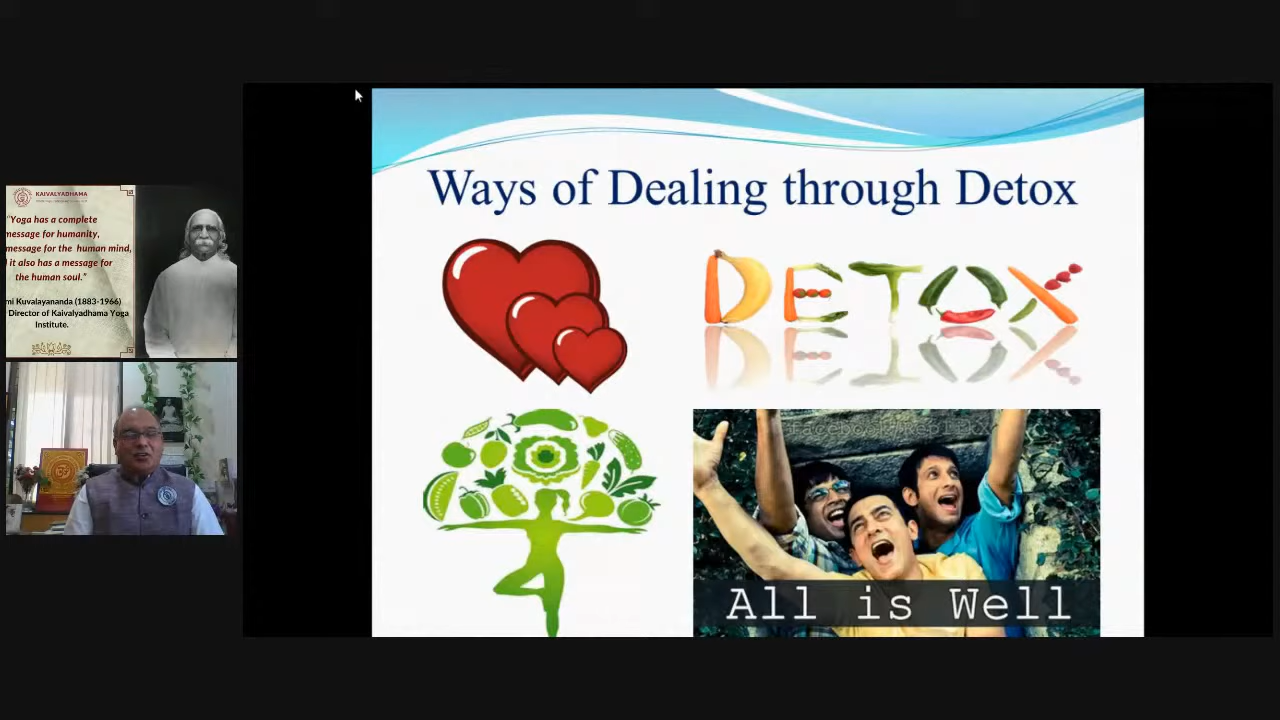 KAIVALYADHAMA
"Yoga has a complete
message for humanity,
message for the human mind,
it also has a message for
the human soul."
mi Kuvalayananda (1883-1966)
Director of Kaivalyadhama Yoga
Institute.
Ways of Dealing through Detox
DETOX
All is Well